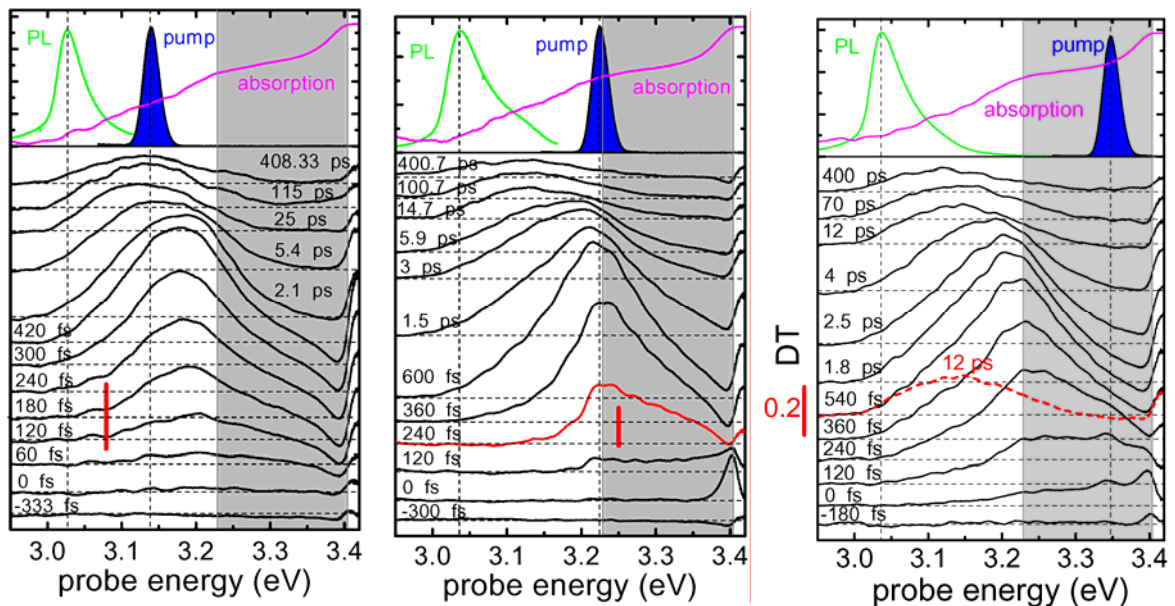 PL
pump
absorption
408.33 ps
115 ps
25 ps
5.4 ps
2.1 ps
420 fs
300 fs
240 fs
180 fs
120 fs
60 fs
0 fs
-333 fs
3.0 3.1 3.2 3.3 3.4
probe energy (eV)
PL
pump
absorption
400.7 ps
100.7 ps
14.7 ps
5.9 ps
3 ps
1.5 ps
600 fs
360 fs
240 fs
120 fs
0 fs
-300 fs
3.0 3.1 3.2 3.3 3.4
probe energy (eV)
PL
pump
absorption
400 ps
70 ps
12 ps
4 ps
2.5 ps
1.8 ps
12 ps
540 fs
360 fs
240 fs
120 fs
0 fs
-180 fs
DT
0.2
3.0 3.1 3.2 3.3 3.4
probe energy (eV)